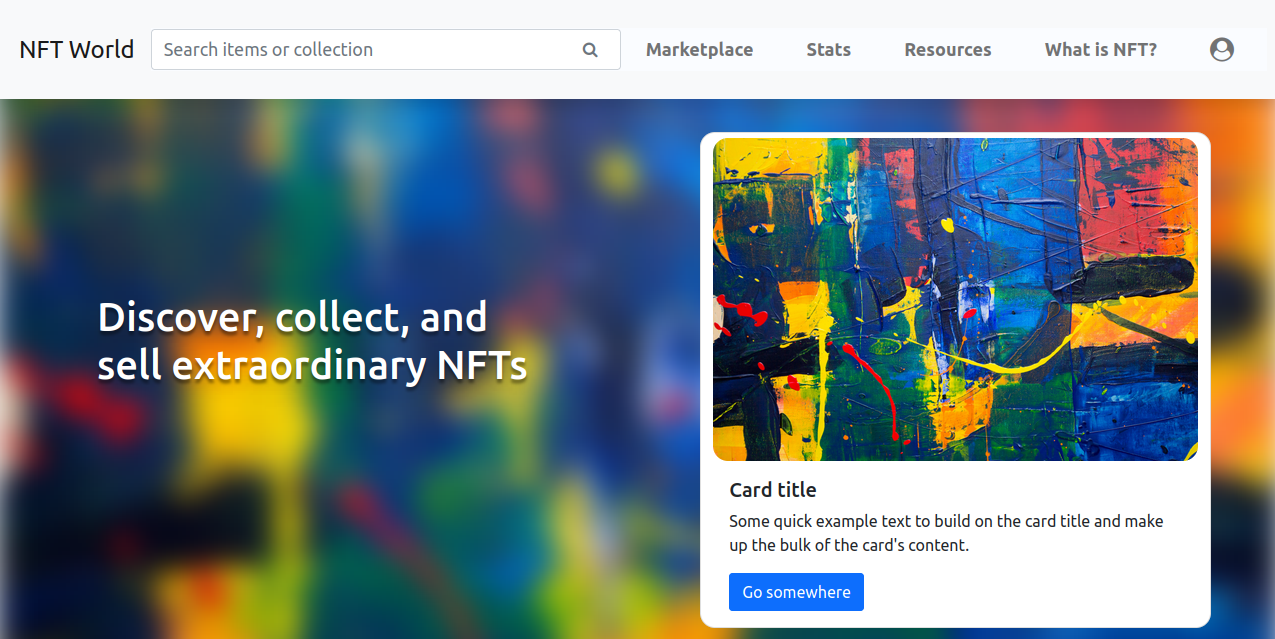 NFT World
Search items or collection
Marketplace
Stats
Resources
What is NFT?
Discover, collect, and
sell extraordinary NFTs
Card title
Some quick example text to build on the card title and make
up the bulk of the card's content.
Go somewhere